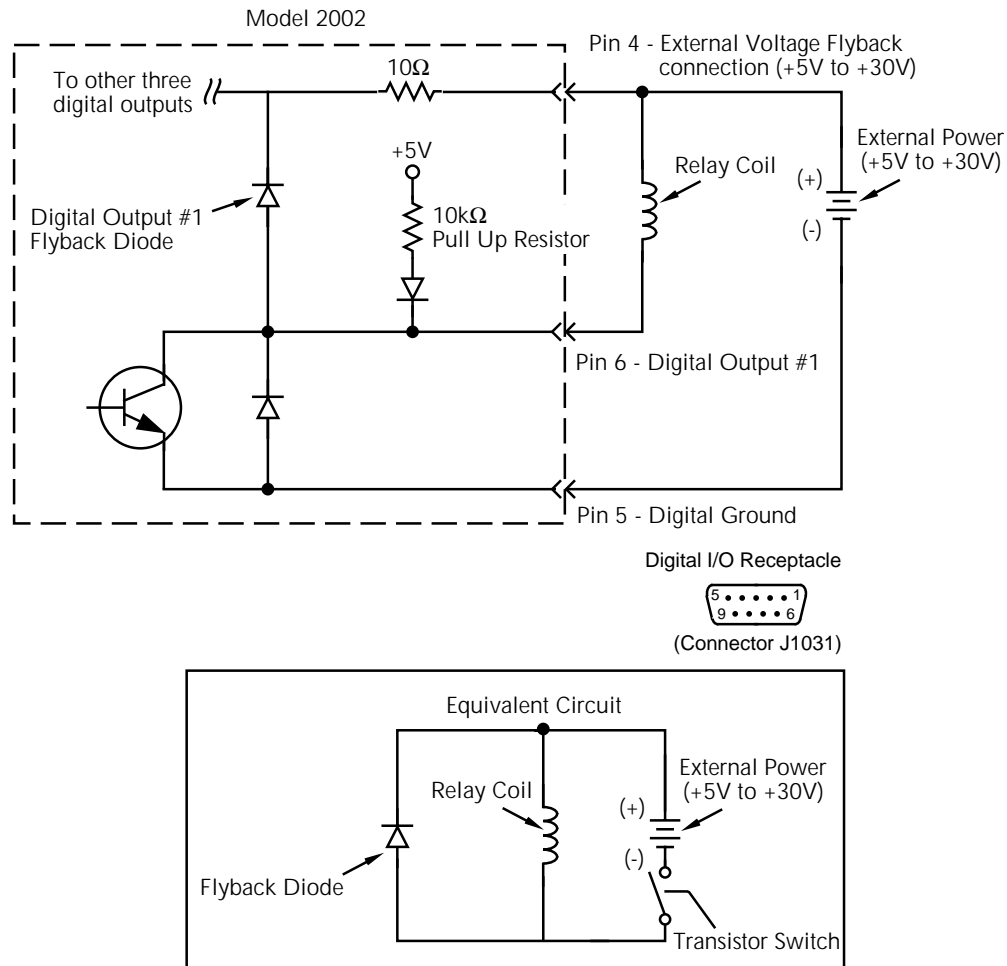 Model 2002
Pin 4 - External Voltage Flyback
connection (+5V to +30V)
To other three
digital outputs
10Ω
+5V
External Power
(+5V to +30V)
Relay Coil
(+)
(-)
Digital Output #1
Flyback Diode
10kΩ
Pull Up Resistor
Pin 6 - Digital Output #1
Pin 5 - Digital Ground
Digital I/O Receptacle
5 1
9 6
(Connector J1031)
Equivalent Circuit
Relay Coil
External Power
(+5V to +30V)
(+)
(-)
Flyback Diode
Transistor Switch